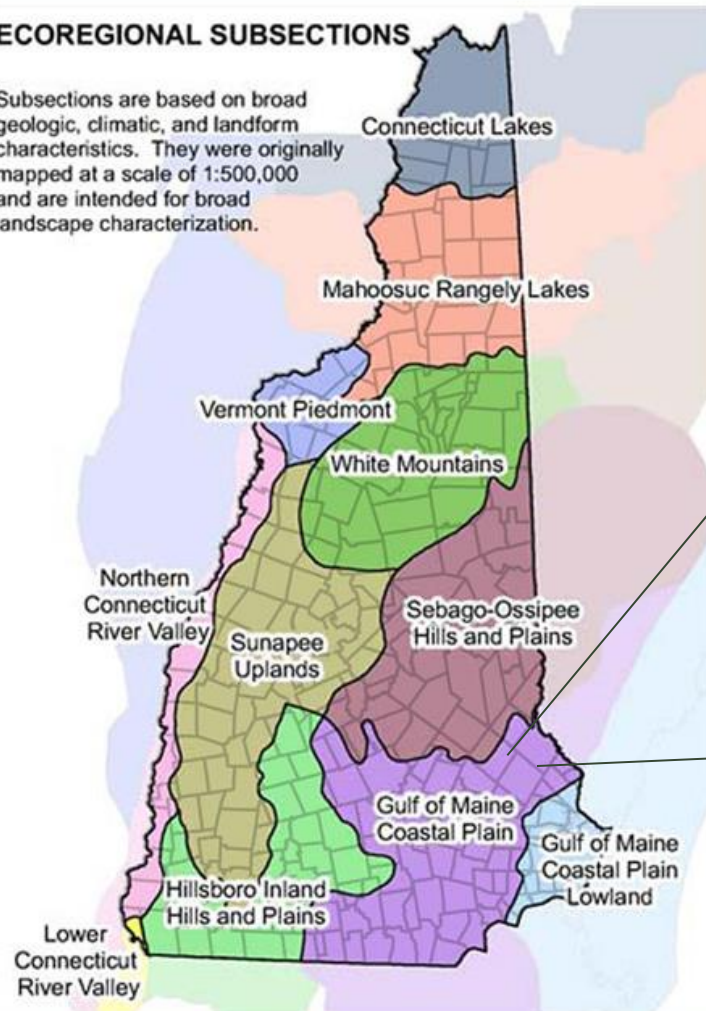 ECOREGIONAL SUBSECTIONS
Subsections are based on broad
geologic, climatic, and landform
characteristics. They were originally
mapped at a scale of 1:500,000
and are intended for broad
landscape characterization.
Connecticut Lakes
Mahoosuc Rangely Lakes
Vermont Piedmont
White Mountains
Northern
Connecticut
River Valley
Sebago-Ossipee
Hills and Plains
Sunapee
Uplands
Gulf of Maine
Coastal Plain
Gulf of Maine
Coastal Plain
Lowland
Hillsboro Inland
Hills and Plains
Lower
Connecticut
River Valley